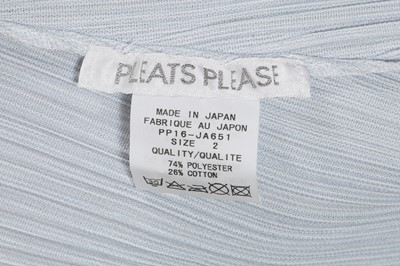 PLEATS PLEASE
MADE IN JAPAN
FABRIQUE AU JAPON
PP16-JA651
SIZE 2
QUALITY/QUALITE
74% POLYESTER
26% COTTON